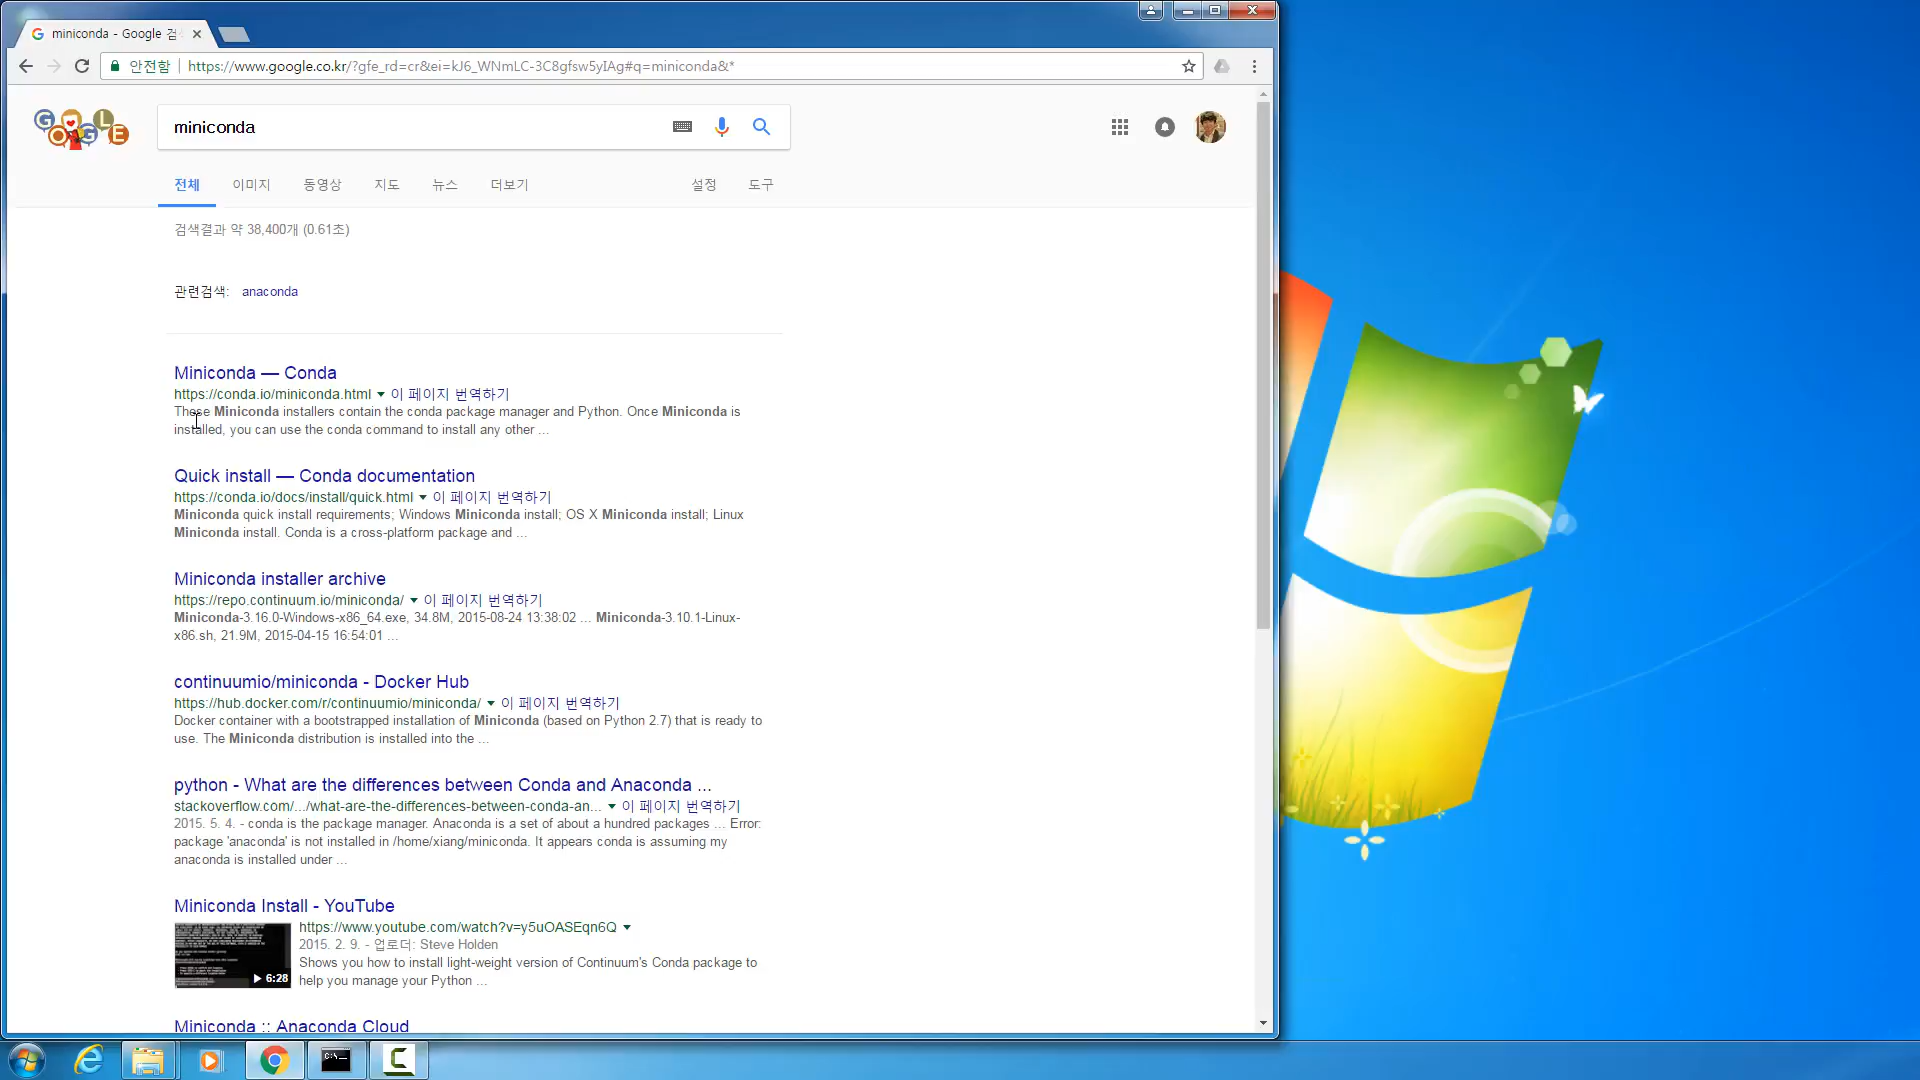 miniconda - Google 검
안전함 https://www.google.co.kr/?gfe_rd=cr&ei=kJ6_WNmLC-3C8gfsw5yIAg#q=miniconda&*
GOOGLE
miniconda
전체 이미지 동영상 지도 뉴스 더보기 설정 도구
검색결과 약 38,400개 (0.61초)
관련검색: anaconda
Miniconda — Conda
https://conda.io/miniconda.html 이 페이지 번역하기
These Miniconda installers contain the conda package manager and Python. Once Miniconda is
installed, you can use the conda command to install any other ...
Quick install — Conda documentation
https://conda.io/docs/install/quick.html 이 페이지 번역하기
Miniconda quick install requirements; Windows Miniconda install; OS X Miniconda install; Linux
Miniconda install. Conda is a cross-platform package and ...
Miniconda installer archive
https://repo.continuum.io/miniconda/ 이 페이지 번역하기
Miniconda-3.16.0-Windows-x86_64.exe, 34.8M, 2015-08-24 13:38:02 ... Miniconda-3.10.1-Linux-
x86.sh, 21.9M, 2015-04-15 16:54:01 ...
continuumio/miniconda - Docker Hub
https://hub.docker.com/r/continuumio/miniconda/ 이 페이지 번역하기
Docker container with a bootstrapped installation of Miniconda (based on Python 2.7) that is ready to
use. The Miniconda distribution is installed into the ...
python - What are the differences between Conda and Anaconda ...
stackoverflow.com/.../what-are-the-differences-between-conda-an... 이 페이지 번역하기
2015. 5. 4. - conda is the package manager. Anaconda is a set of about a hundred packages ... Error:
package 'anaconda' is not installed in /home/xiang/miniconda. It appears conda is assuming my
anaconda is installed under ...
Miniconda Install - YouTube
https://www.youtube.com/watch?v=y5uOASEqn6Q
2015. 2. 9. - 업로더: Steve Holden
Shows you how to install light-weight version of Continuum's Conda package to
help you manage your Python ...
6:28
Miniconda :: Anaconda Cloud